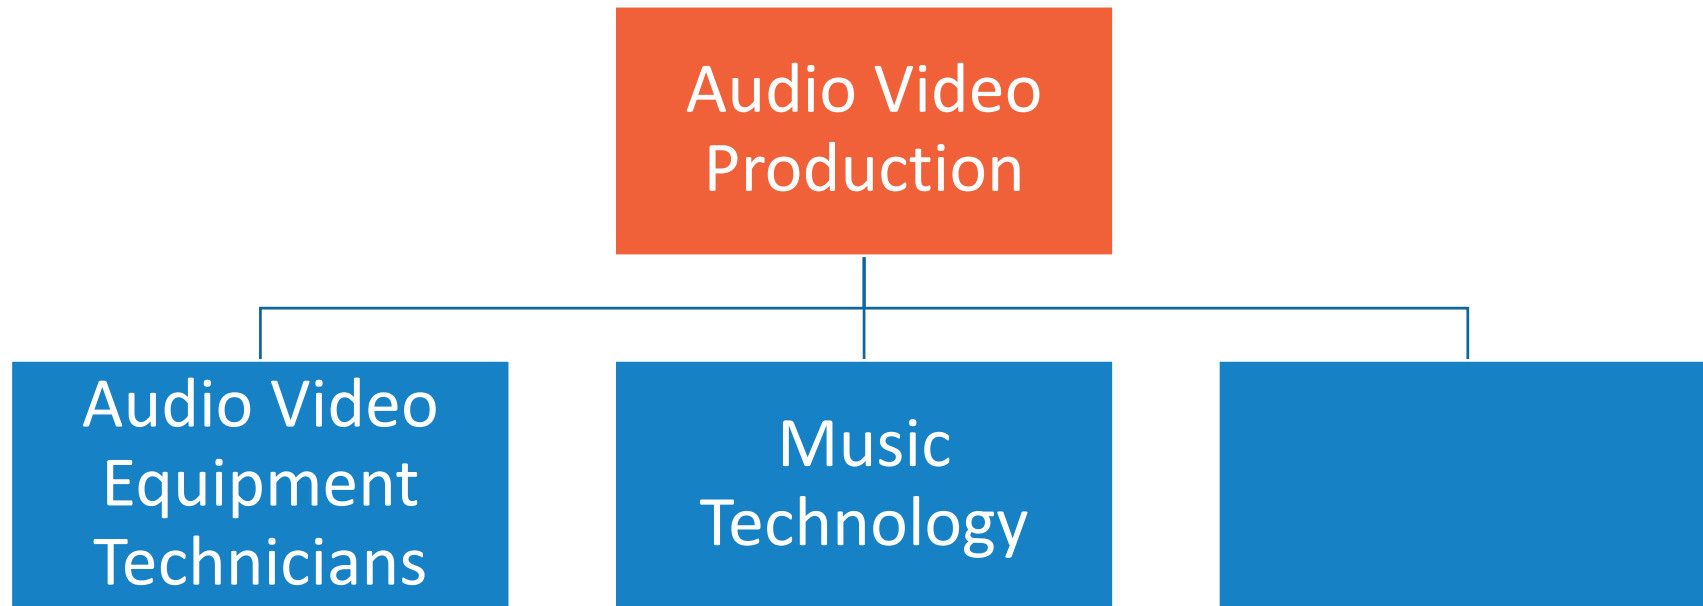 Audio Video
Production
Audio Video
Equipment
Technicians
Music
Technology